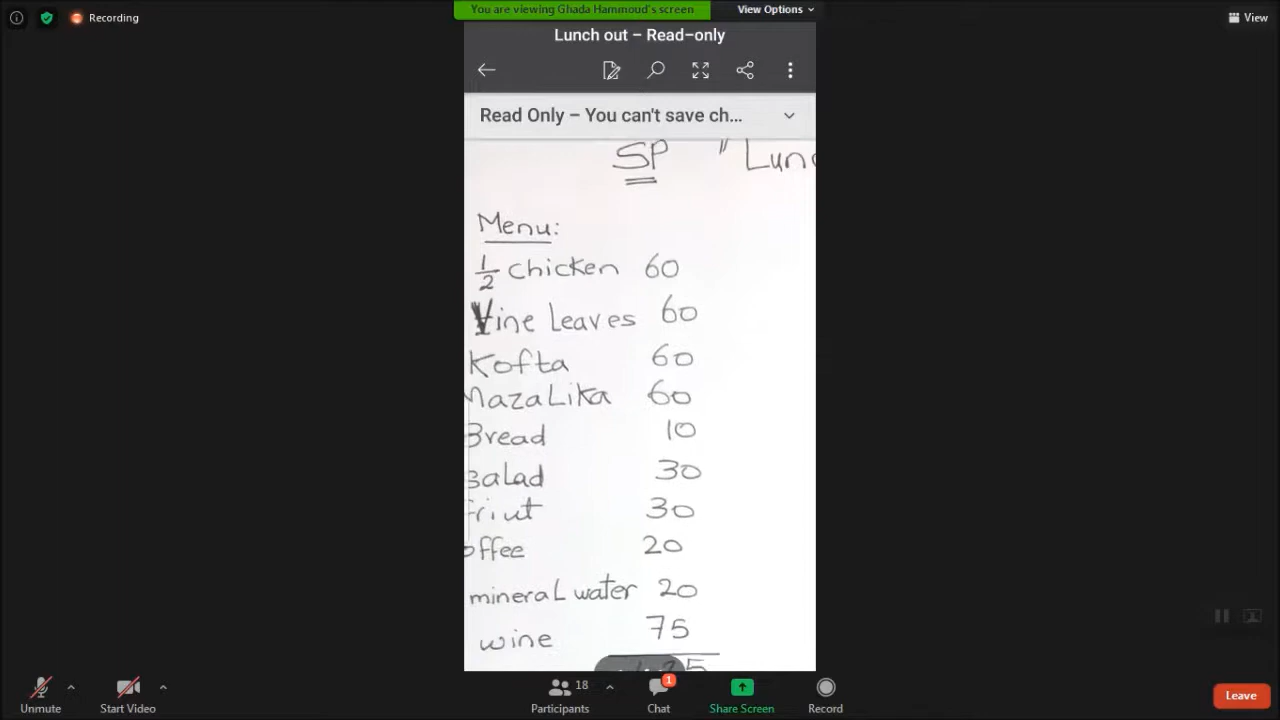 Recording
You are viewing Ghada Hammoud's screen
View Options
View
Lunch out – Read-only
Read Only – You can't save ch...
SP " Lunc
Menu:
1/2 chicken 60
Vine Leaves 60
Kofta 60
MazaLika 60
Bread 10
salad 30
friut 30
offee 20
mineral water 20
wine 75
Unmute
Start Video
18
Participants
1
Chat
Share Screen
Record
Leave